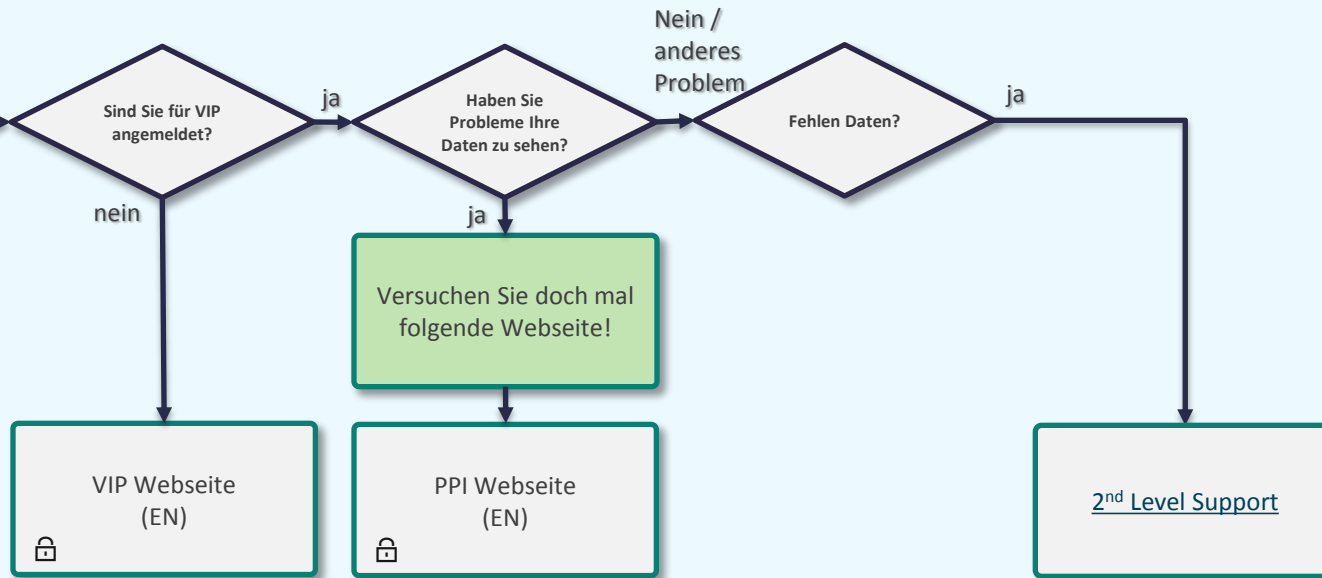 Nein /
anderes
Problem
Sind Sie für VIP
angemeldet?
ja
Haben Sie
Probleme Ihre
Daten zu sehen?
Fehlen Daten?
ja
nein
ja
Versuchen Sie doch mal
folgende Webseite!
VIP Webseite
(EN)
PPI Webseite
(EN)
2nd Level Support